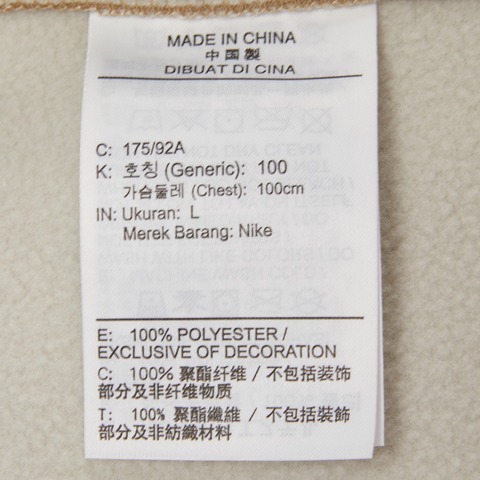 MADE IN CHINA
中国製
DIBUAT DI CINA
C: 175/92A
K: 호칭 (Generic): 100
가슴둘레 (Chest): 100cm
IN: Ukuran: L
Merek Barang: Nike
E: 100% POLYESTER /
EXCLUSIVE OF DECORATION
C: 100% 聚酯纤维 / 不包括装饰
部分及非纤维物质
T: 100% 聚酯纖維 / 不包括裝飾
部分及非紡織材料